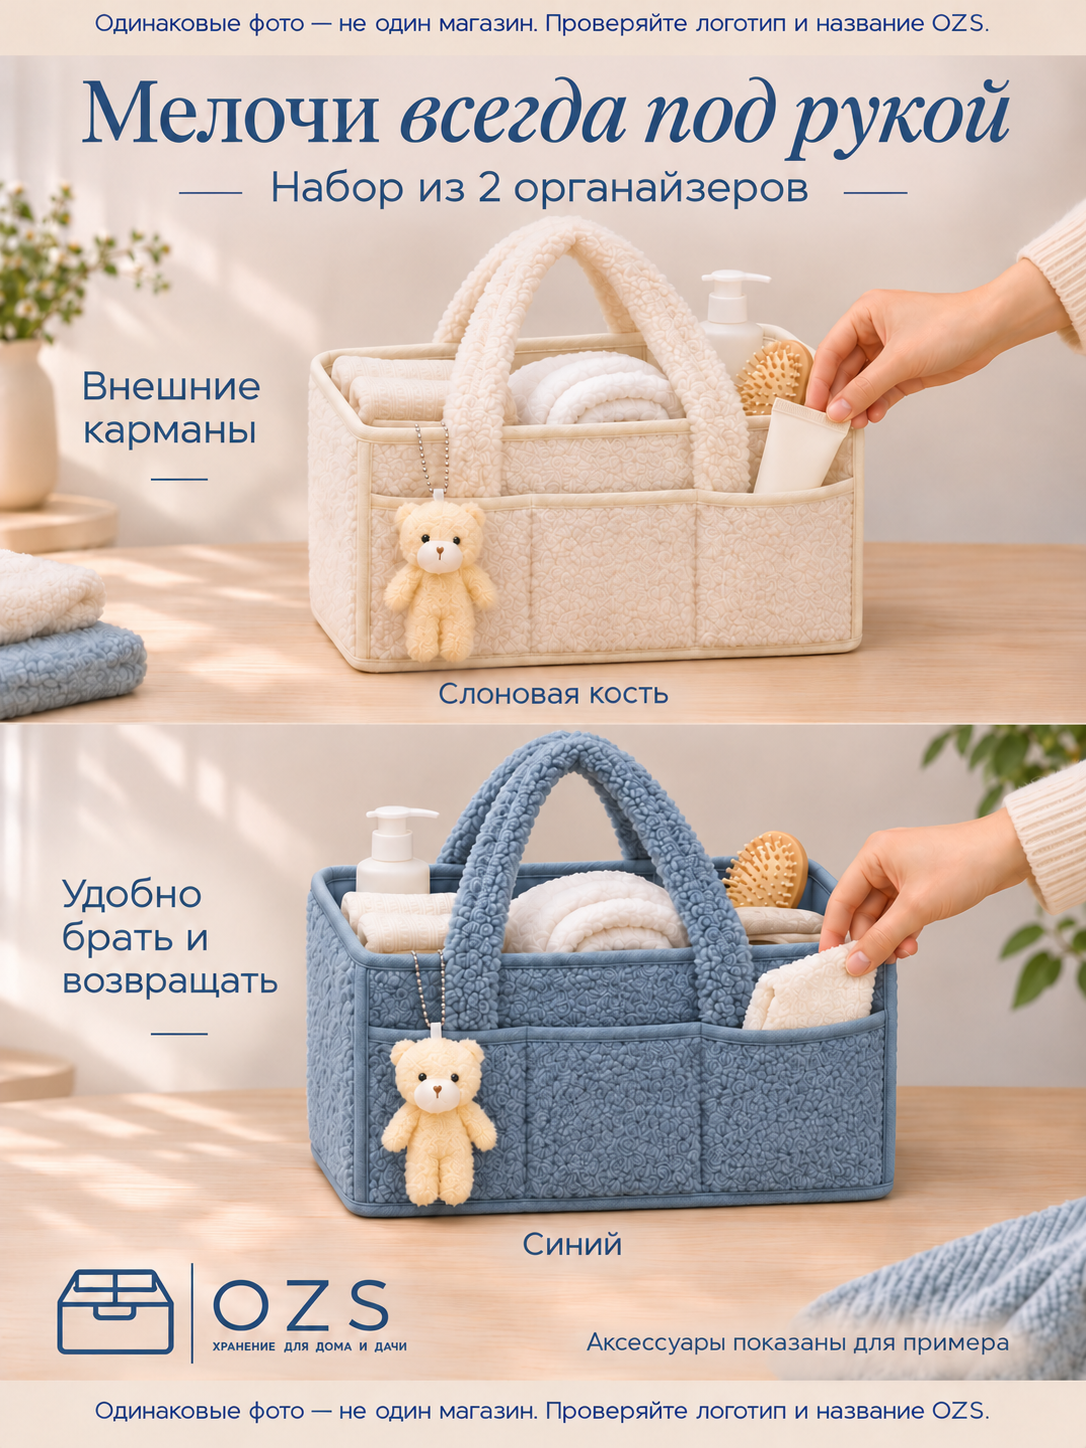 Одинаковые фото — не один магазин. Проверяйте логотип и название OZS.
Мелочи всегда под рукой
Набор из 2 органайзеров
Внешние
карманы
Слоновая кость
Удобно
брать и
возвращать
Синий
OZS
ХРАНЕНИЕ ДЛЯ ДОМА И ДАЧИ
Аксессуары показаны для примера
Одинаковые фото — не один магазин. Проверяйте логотип и название OZS.